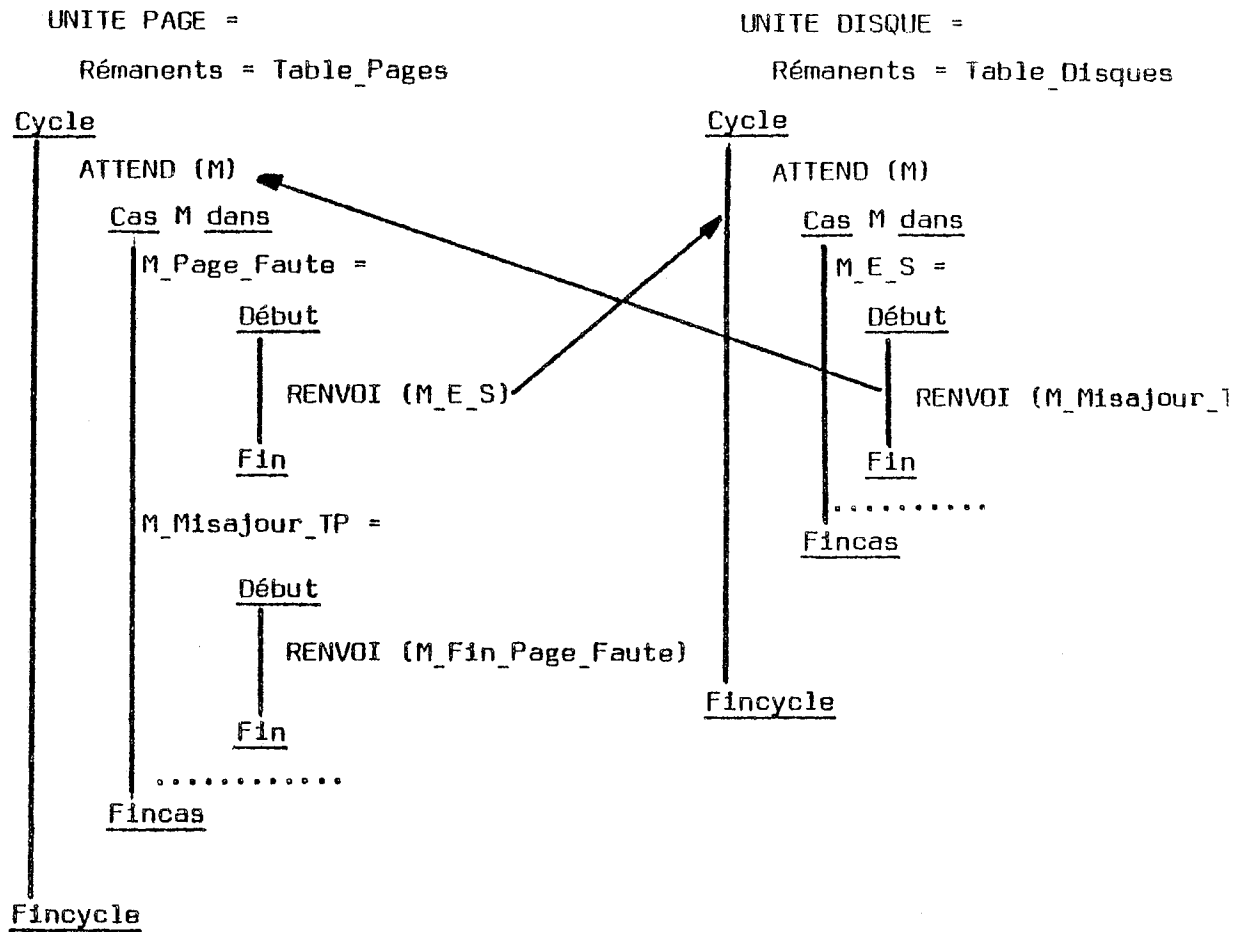 UNITE PAGE =
Rémanents = Table_Pages
Cycle
ATTEND (M)
Cas M dans
M_Page_Faute =
Début
RENVOI (M_E_S)
Fin
M_Misajour_TP =
Début
RENVOI (M_Fin_Page_Faute)
Fin
...........
Fincas
Fincycle
UNITE DISQUE =
Rémanents = Table_Disques
Cycle
ATTEND (M)
Cas M dans
M_E_S =
Début
RENVOI (M_Misajour_
Fin
..........
Fincas
Fincycle